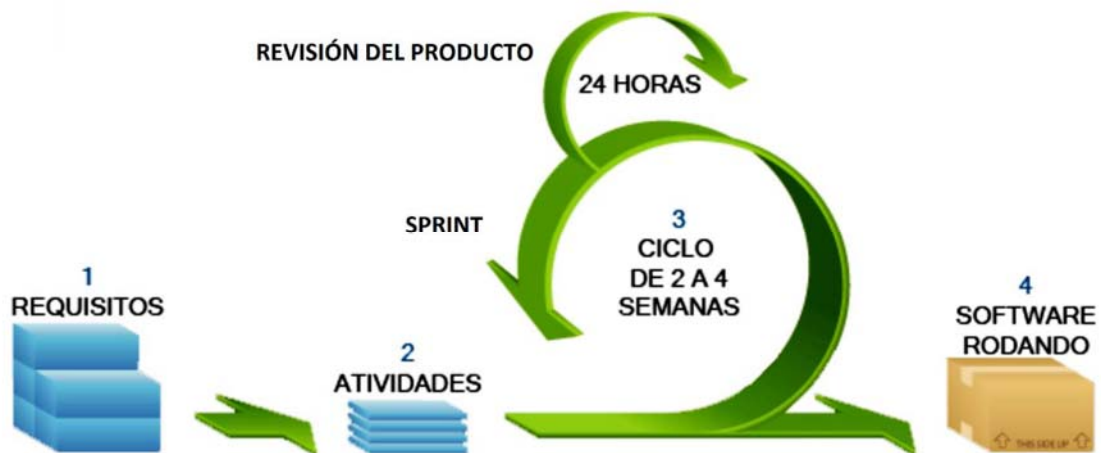 REVISIÓN DEL PRODUCTO
24 HORAS
SPRINT
3
CICLO
DE 2 A 4
SEMANAS
1
REQUISITOS
2
ATIVIDADES
4
SOFTWARE
RODANDO
THIS SIDE UP